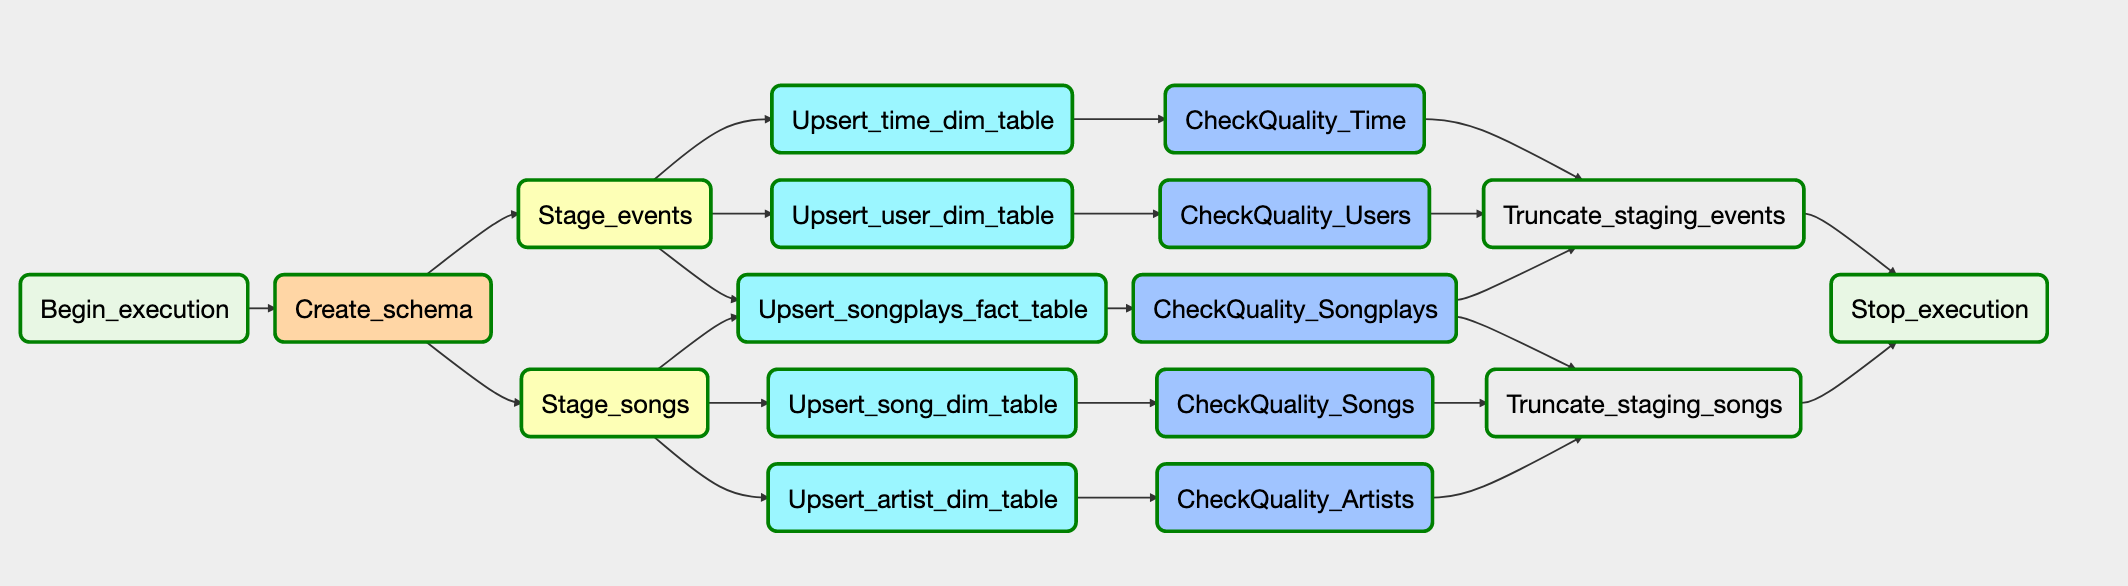 Begin_execution
Create_schema
Stage_events
Stage_songs
Upsert_time_dim_table
Upsert_user_dim_table
Upsert_songplays_fact_table
Upsert_song_dim_table
Upsert_artist_dim_table
CheckQuality_Time
CheckQuality_Users
CheckQuality_Songplays
CheckQuality_Songs
CheckQuality_Artists
Truncate_staging_events
Truncate_staging_songs
Stop_execution